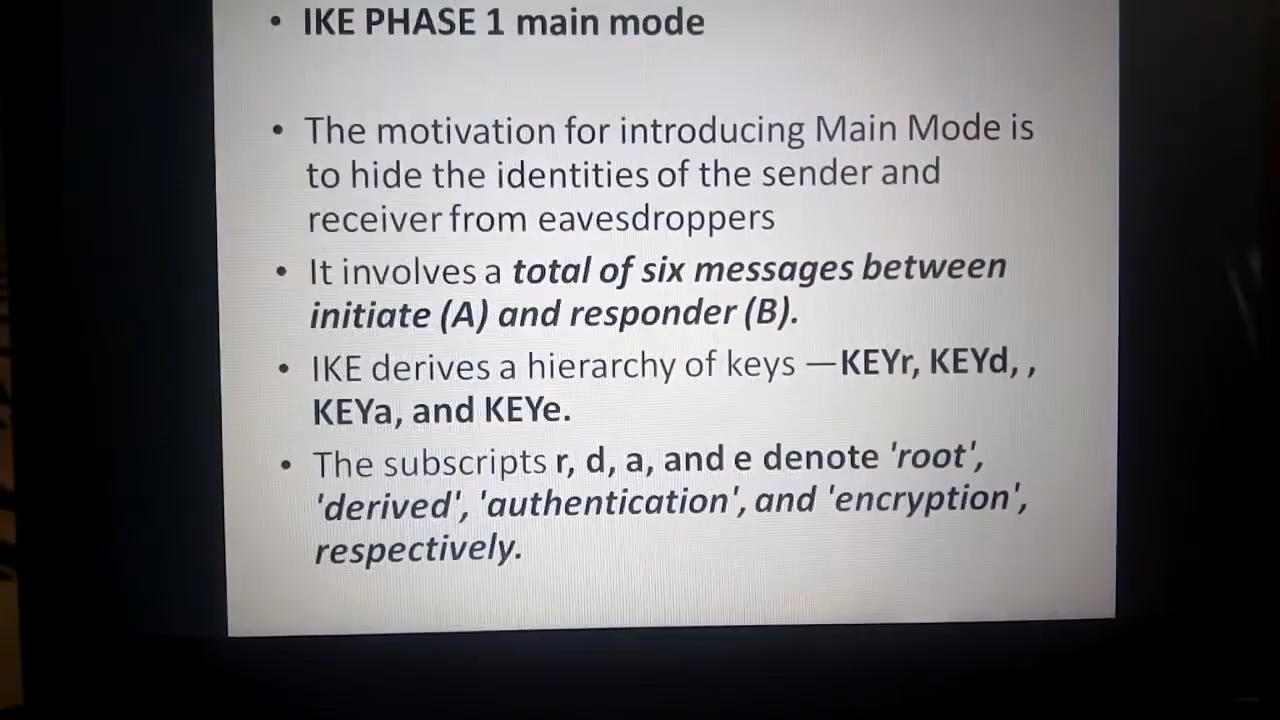 • IKE PHASE 1 main mode
• The motivation for introducing Main Mode is
to hide the identities of the sender and
receiver from eavesdroppers
• It involves a total of six messages between
initiate (A) and responder (B).
• IKE derives a hierarchy of keys —KEYr, KEYd, ,
KEYa, and KEYe.
• The subscripts r, d, a, and e denote 'root',
'derived', 'authentication', and 'encryption',
respectively.